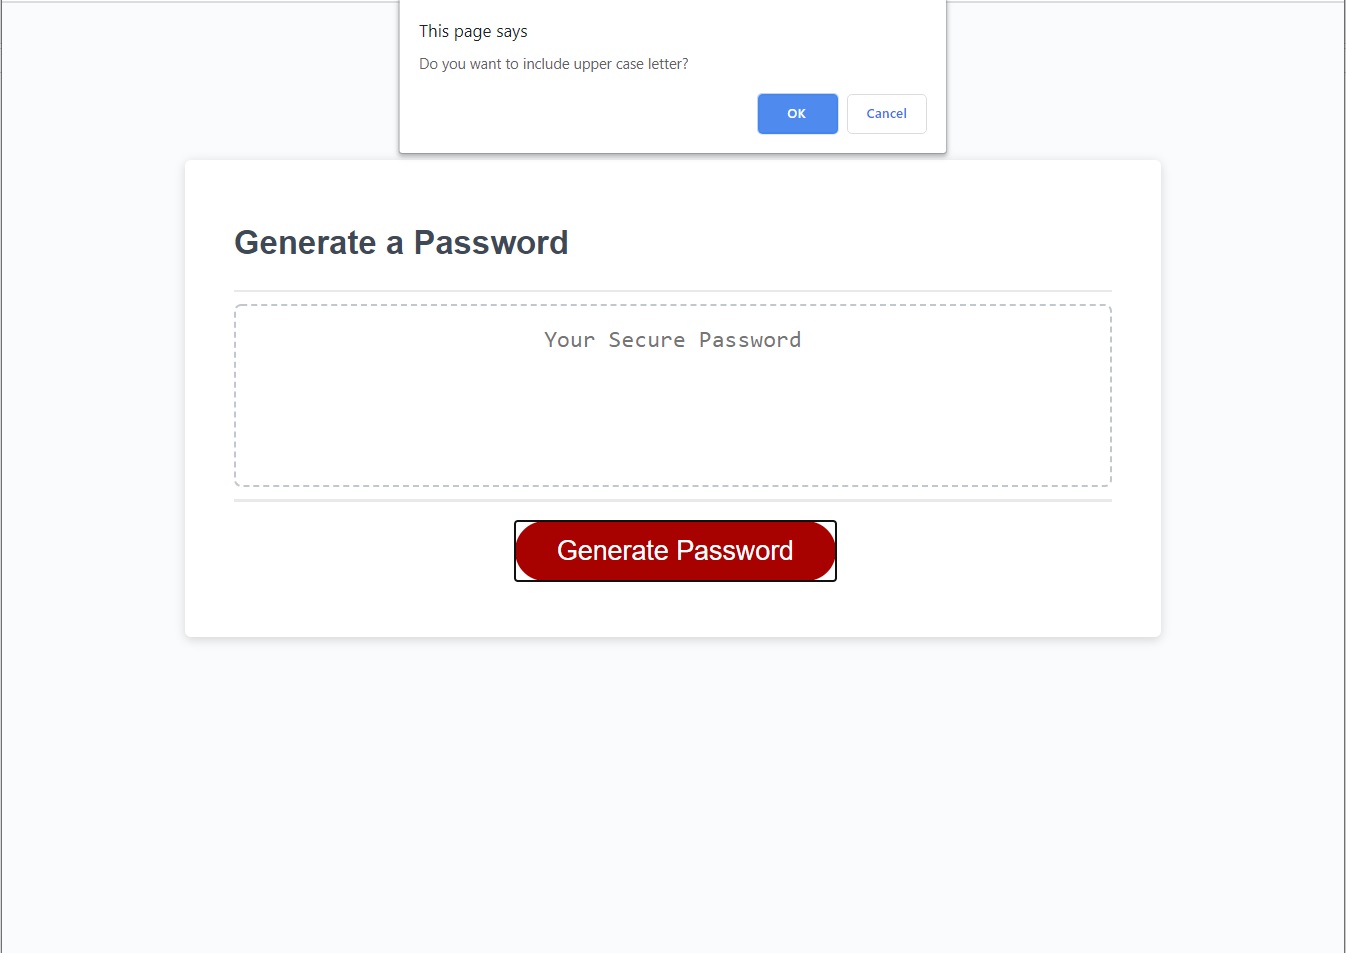 This page says
Do you want to include upper case letter?
OK
Cancel
Generate a Password
Your Secure Password
Generate Password